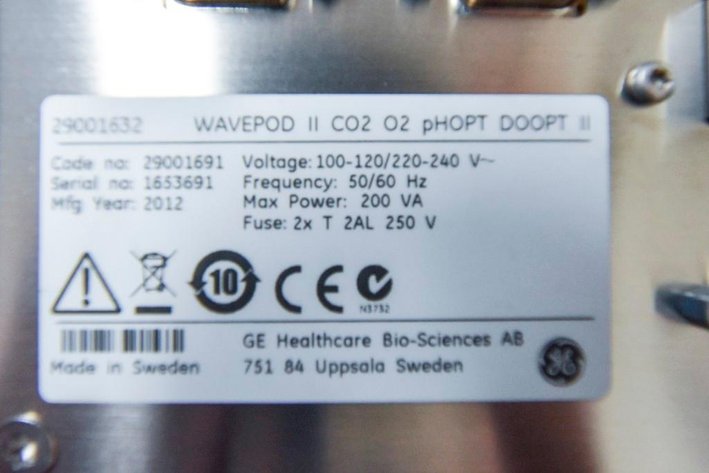 29001632 WAVEPOD II CO2 O2 pHOPT DOOPT II
Code no: 29001691 Voltage: 100-120/220-240 V~
Serial no: 1653691 Frequency: 50/60 Hz
Mfg Year: 2012 Max Power: 200 VA
Fuse: 2x T 2AL 250 V
10 CE
N3732
GE Healthcare Bio-Sciences AB
Made in Sweden 751 84 Uppsala Sweden
GE